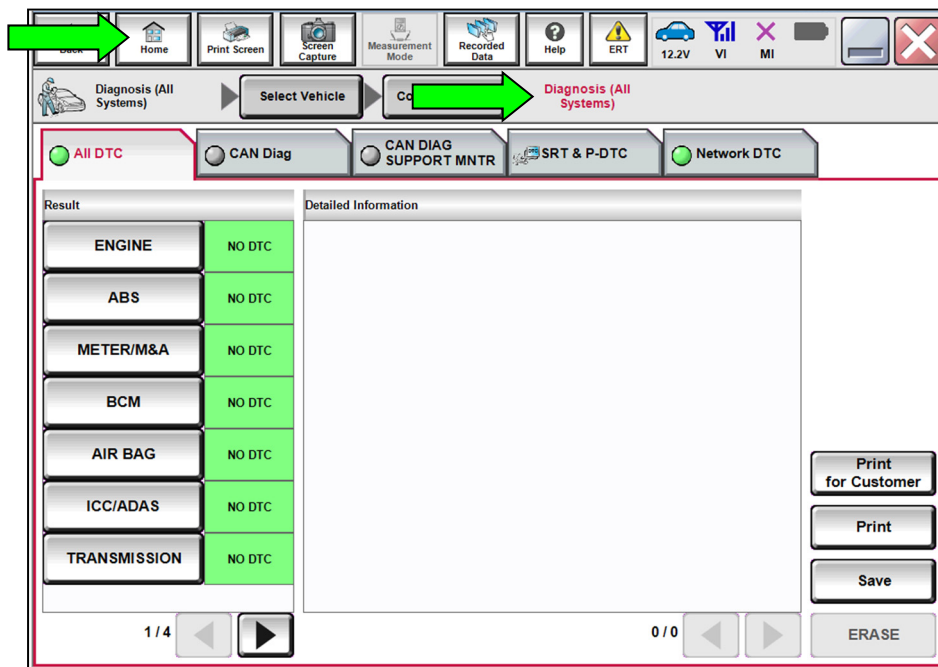 Back
Home
Print Screen
Screen
Capture
Measurement
Mode
Recorded
Data
Help
ERT
12.2V
VI
MI
Diagnosis (All
Systems)
Select Vehicle
Co
Diagnosis (All
Systems)
All DTC
CAN Diag
CAN DIAG
SUPPORT MNTR
SRT & P-DTC
Network DTC
Result
Detailed Information
ENGINE NO DTC
ABS NO DTC
METER/M&A NO DTC
BCM NO DTC
AIR BAG NO DTC
ICC/ADAS NO DTC
TRANSMISSION NO DTC
Print
for Customer
Print
Save
1 / 4
0 / 0
ERASE